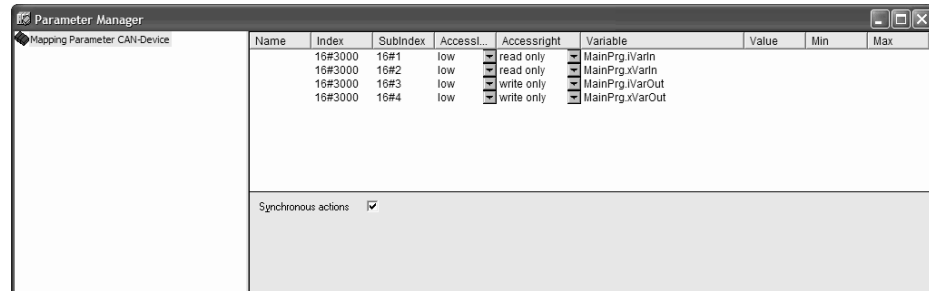 Parameter Manager
Mapping Parameter CAN-Device
Name Index SubIndex Accessl... Accessright Variable Value Min Max
16#3000 16#1 low read only MainPrg.iVarIn
16#3000 16#2 low read only MainPrg.xVarIn
16#3000 16#3 low write only MainPrg.iVarOut
16#3000 16#4 low write only MainPrg.xVarOut
Synchronous actions